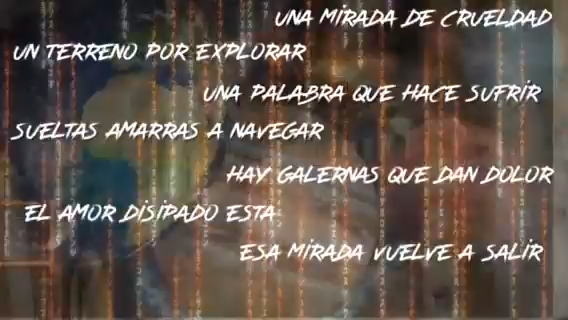 UNA MIRADA DE CRUELDAD
UN TERRENO POR EXPLORAR
UNA PALABRA QUE HACE SUFRIR
SUELTAS AMARRAS A NAVEGAR
HAY GALERNAS QUE DAN DOLOR
EL AMOR DISIPADO ESTA
ESA MIRADA VUELVE A SALIR